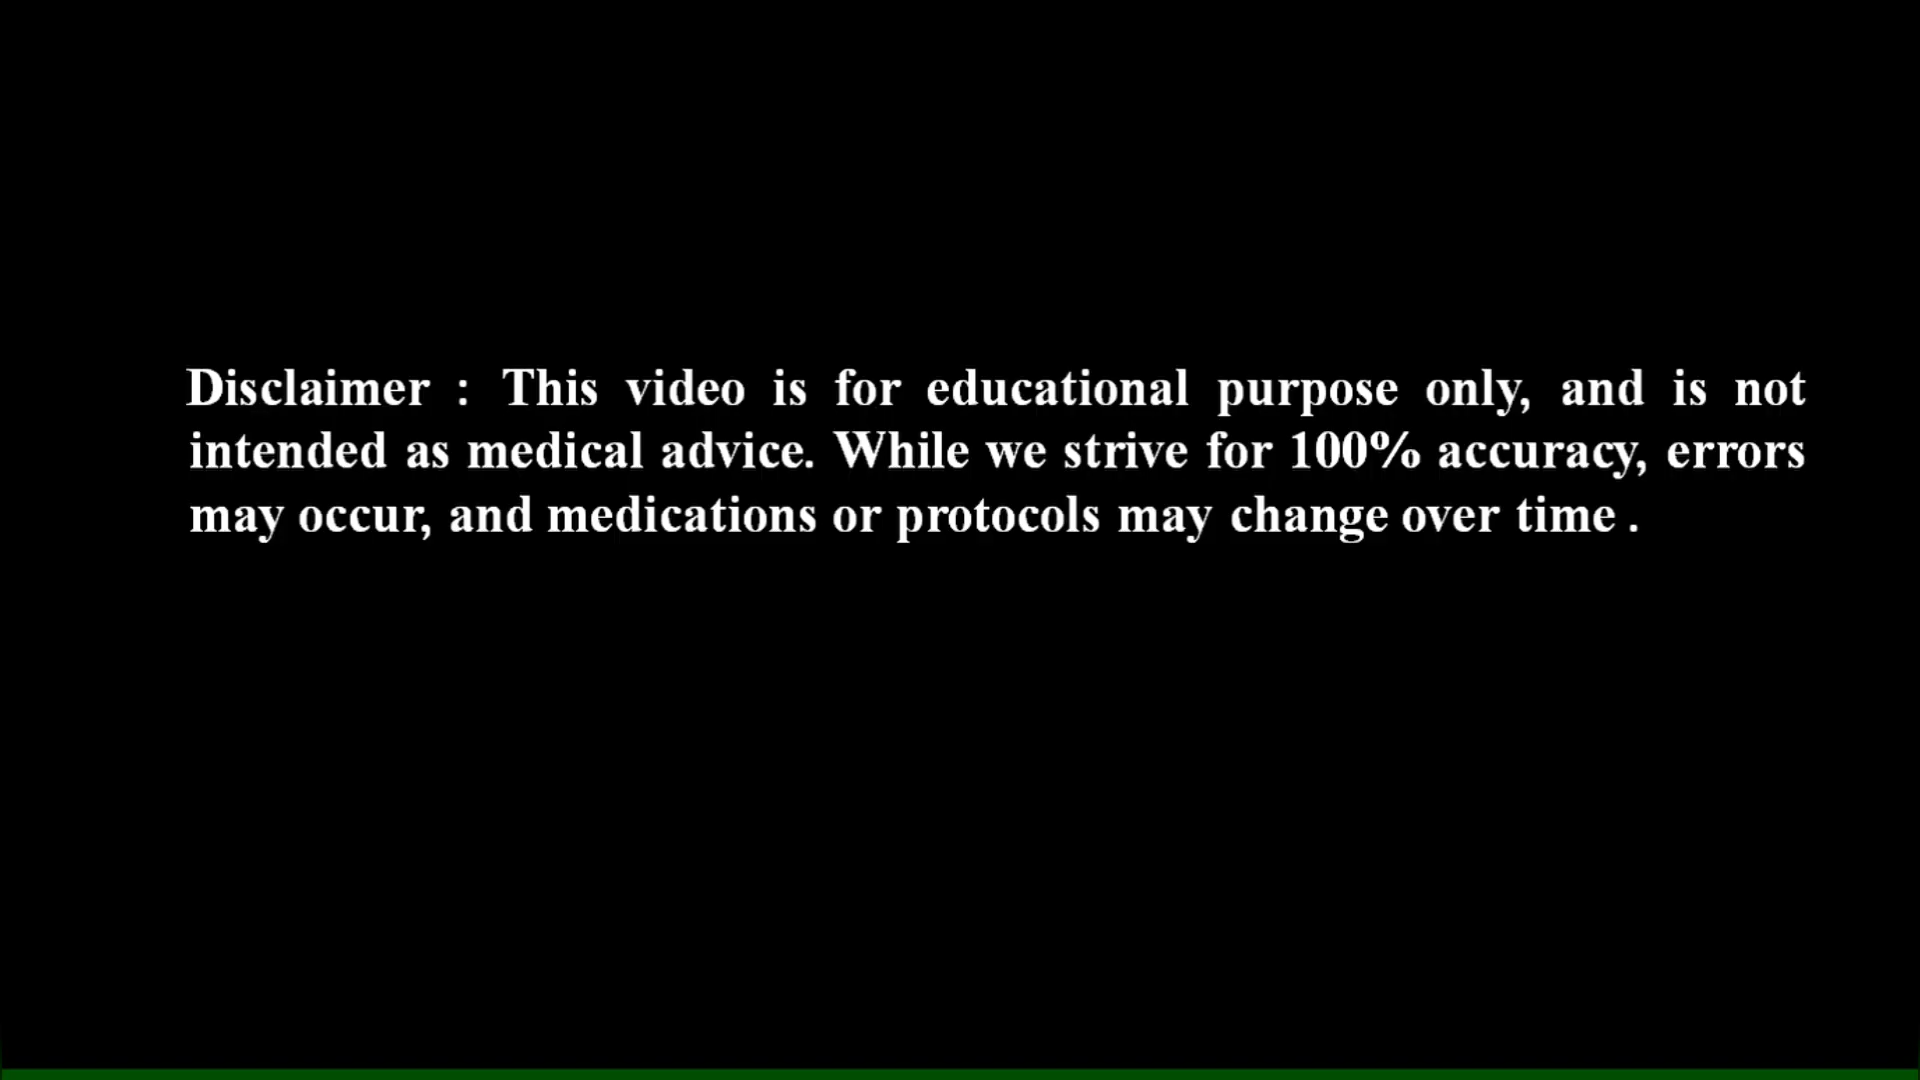 Disclaimer : This video is for educational purpose only, and is not
intended as medical advice. While we strive for 100% accuracy, errors
may occur, and medications or protocols may change over time .